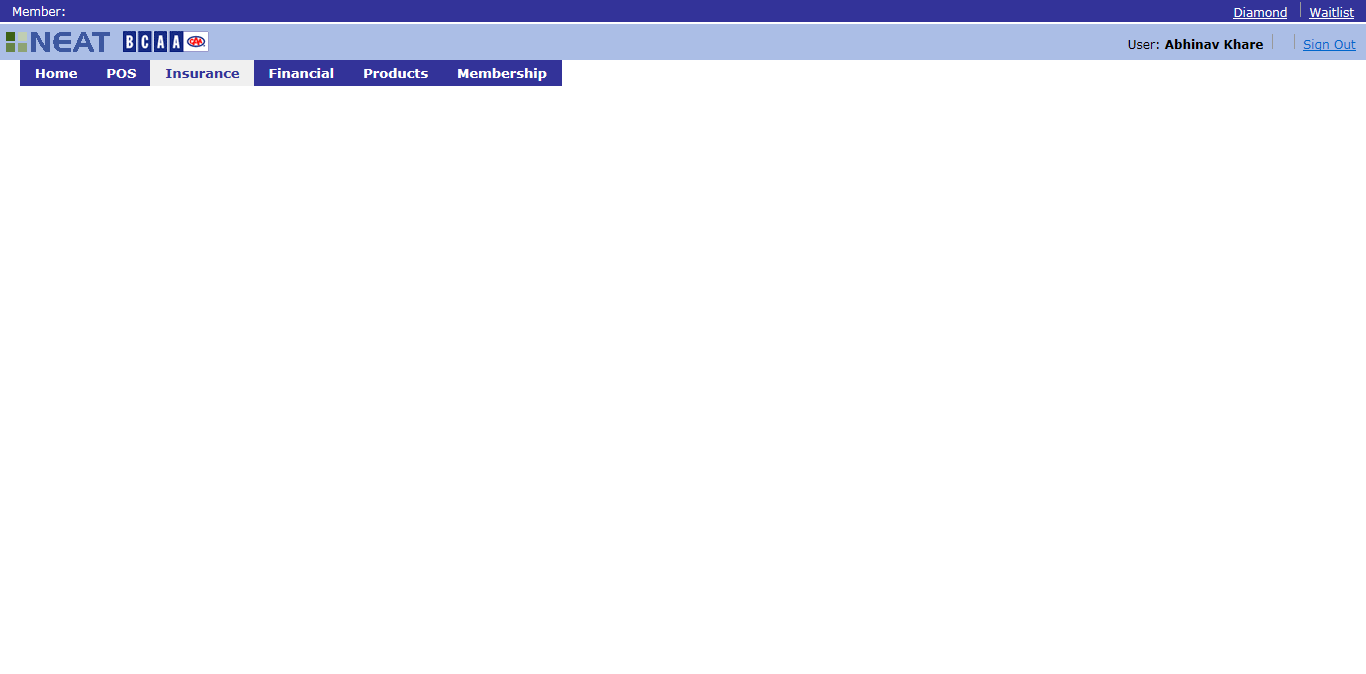 Member: Diamond Waitlist
NEAT BCAA CAA User: Abhinav Khare Sign Out
Home POS Insurance Financial Products Membership